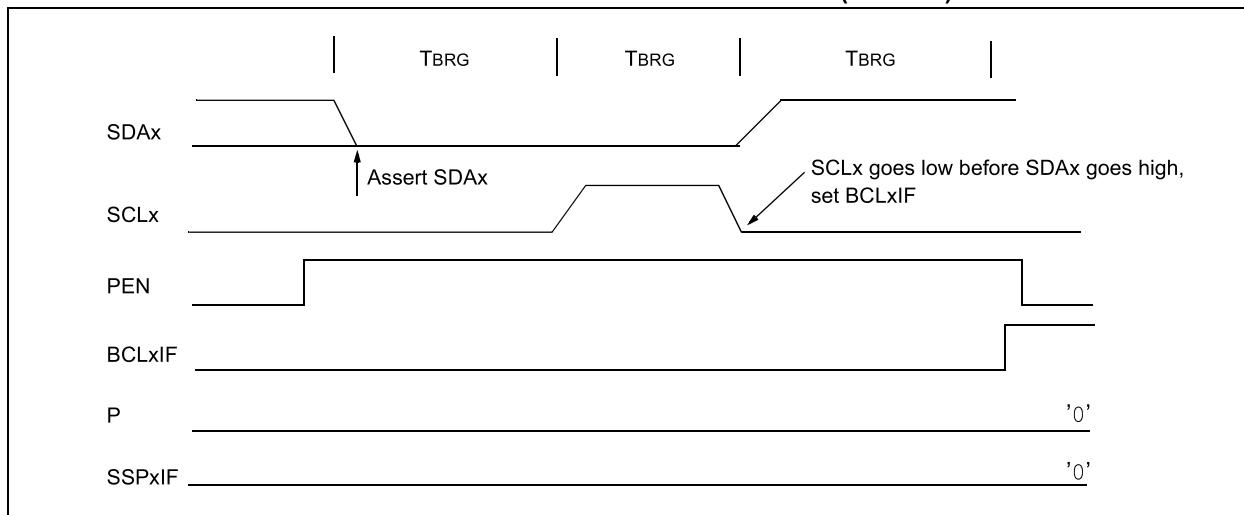 TBRG TBRG TBRG
SDAx
Assert SDAx
SCLx goes low before SDAx goes high,
set BCLxIF
SCLx
PEN
BCLxIF
P
'0'
SSPxIF
'0'